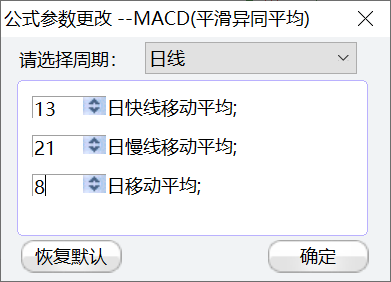 公式参数更改 --MACD(平滑异同平均)
请选择周期: 日线
13 日快线移动平均;
21 日慢线移动平均;
8 日移动平均;
恢复默认 确定